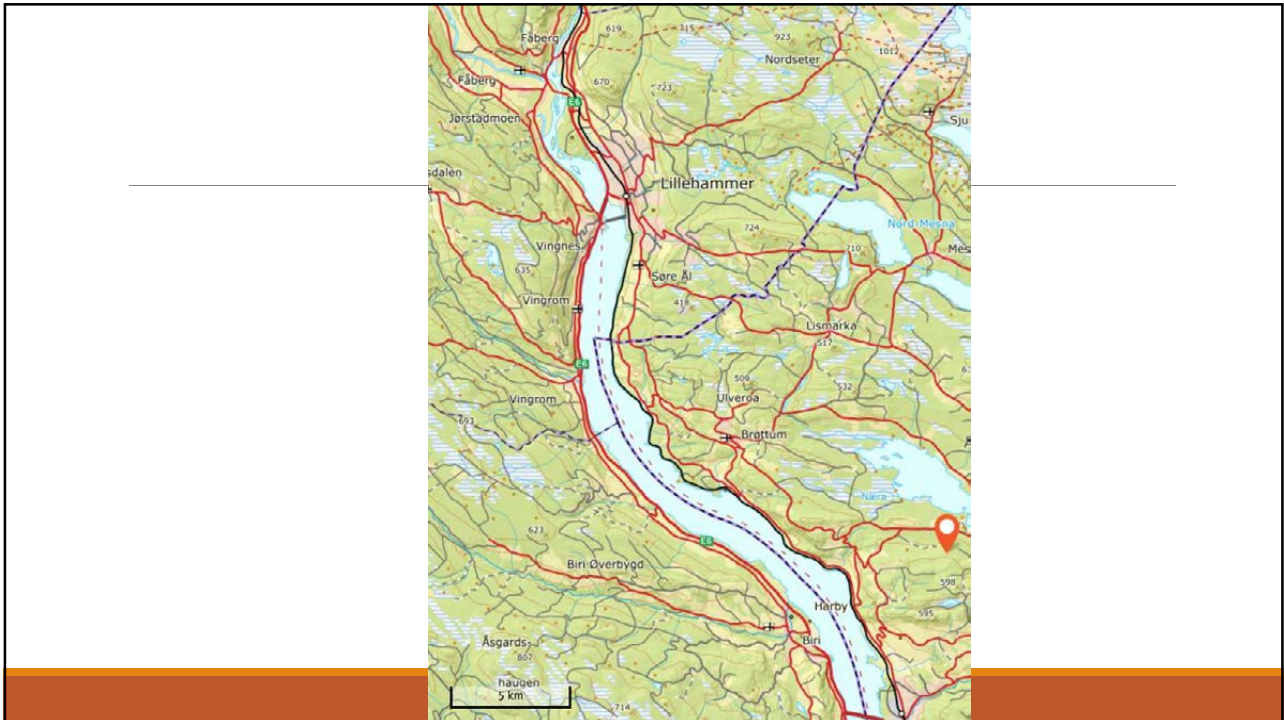 Fåberg
619
715
923
1012
Nordseter
Fåberg
670
723
E6
Jørstadmoen
Sju
sdalen
Lillehammer
Nord-Mesna
724
Vingnes
710
Mes
635
Søre Ål
Vingrom
418
Lismarka
517
E6
509
532
Vingrom
Ulveroa
693
Brøttum
Næra
623
E6
Biri Øverbygd
598
Harby
595
Biri
Åsgards-
807
haugen
5 km
714